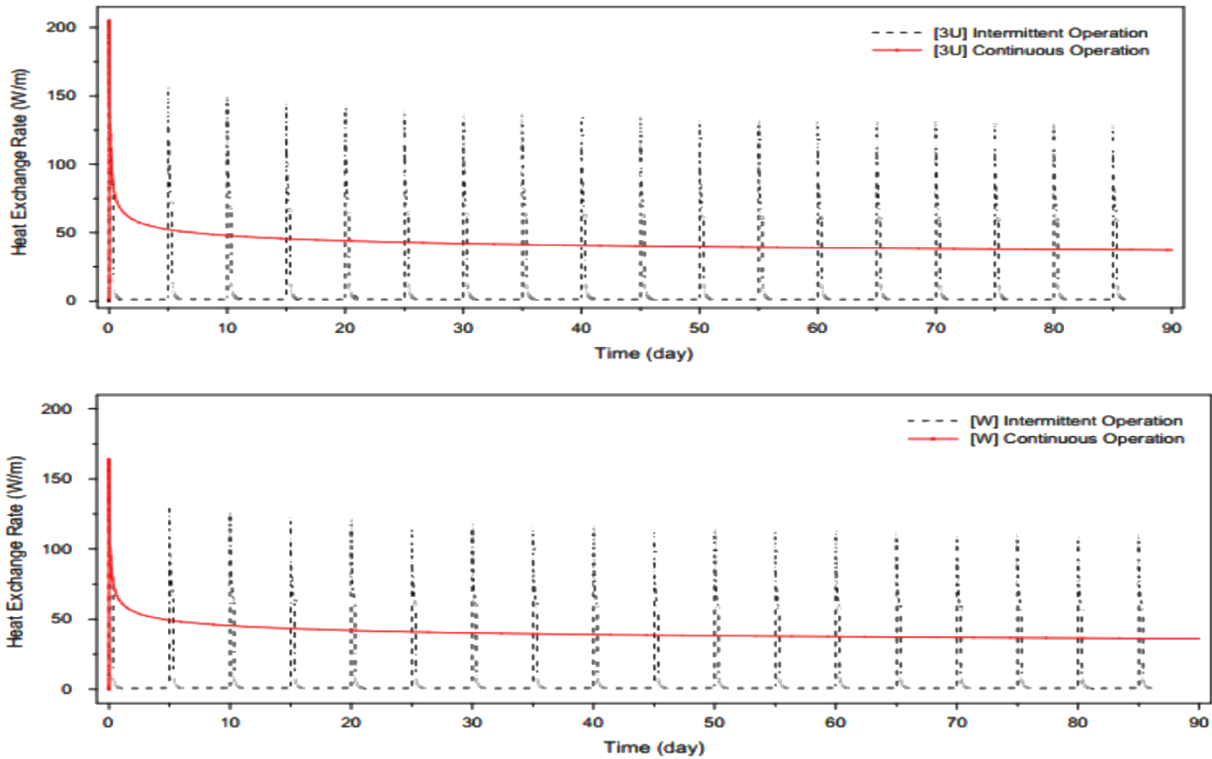 200
150
100
50
0
Heat Exchange Rate (W/m)
[3U] Intermittent Operation
[3U] Continuous Operation
0 10 20 30 40 50 60 70 80 90
Time (day)
200
150
100
50
0
Heat Exchange Rate (W/m)
[W] Intermittent Operation
[W] Continuous Operation
0 10 20 30 40 50 60 70 80 90
Time (day)